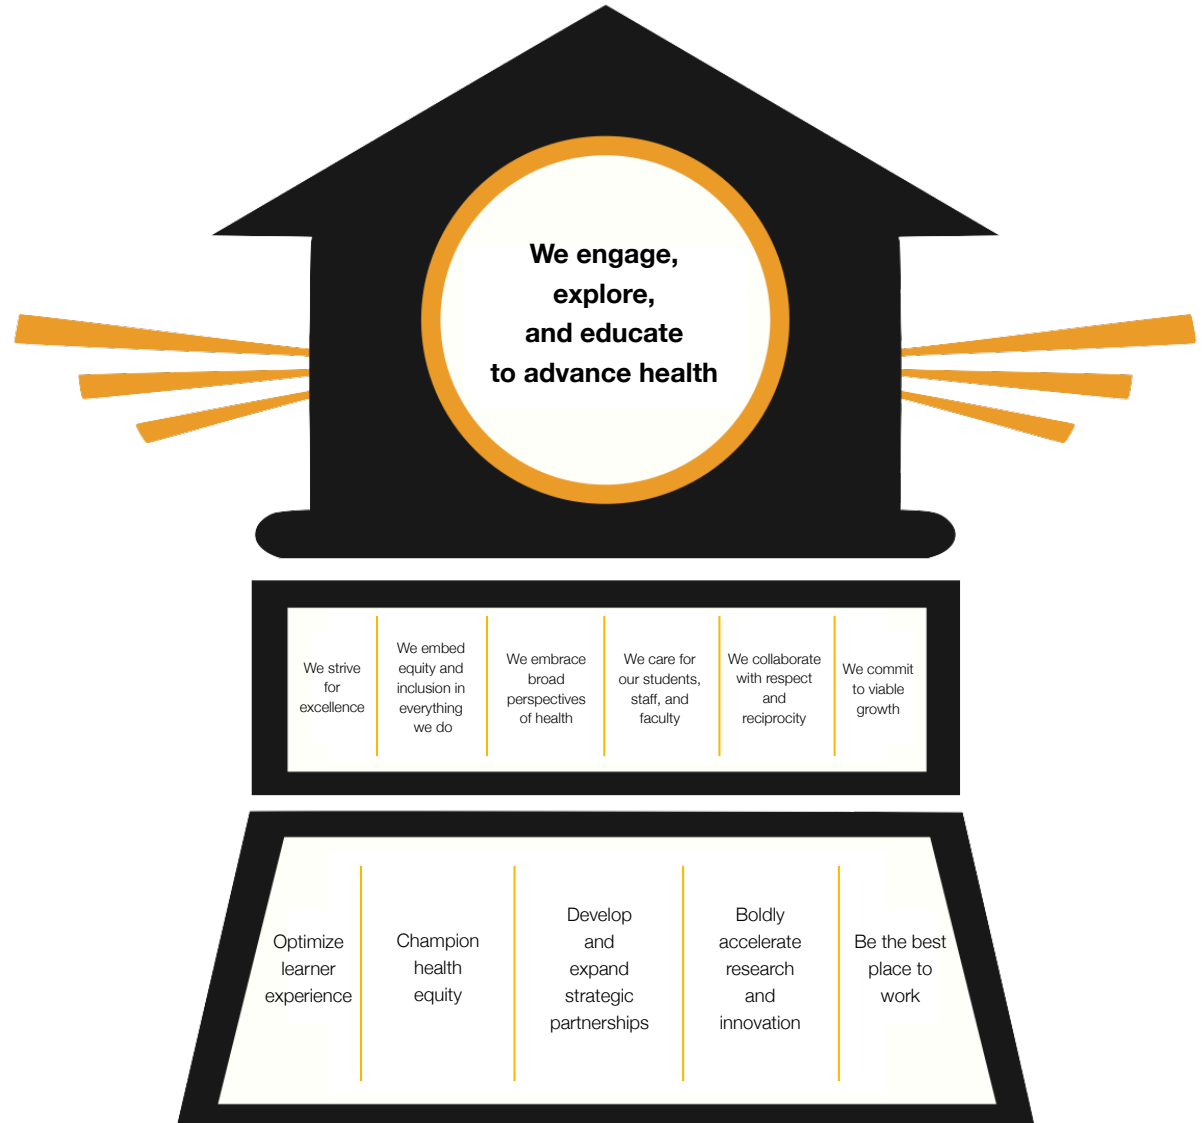 We engage,
explore,
and educate
to advance health
We strive
for
excellence
We embed
equity and
inclusion in
everything
we do
We embrace
broad
perspectives
of health
We care for
our students,
staff, and
faculty
We collaborate
with respect
and
reciprocity
We commit
to viable
growth
Optimize
learner
experience
Champion
health
equity
Develop
and
expand
strategic
partnerships
Boldly
accelerate
research
and
innovation
Be the best
place to
work